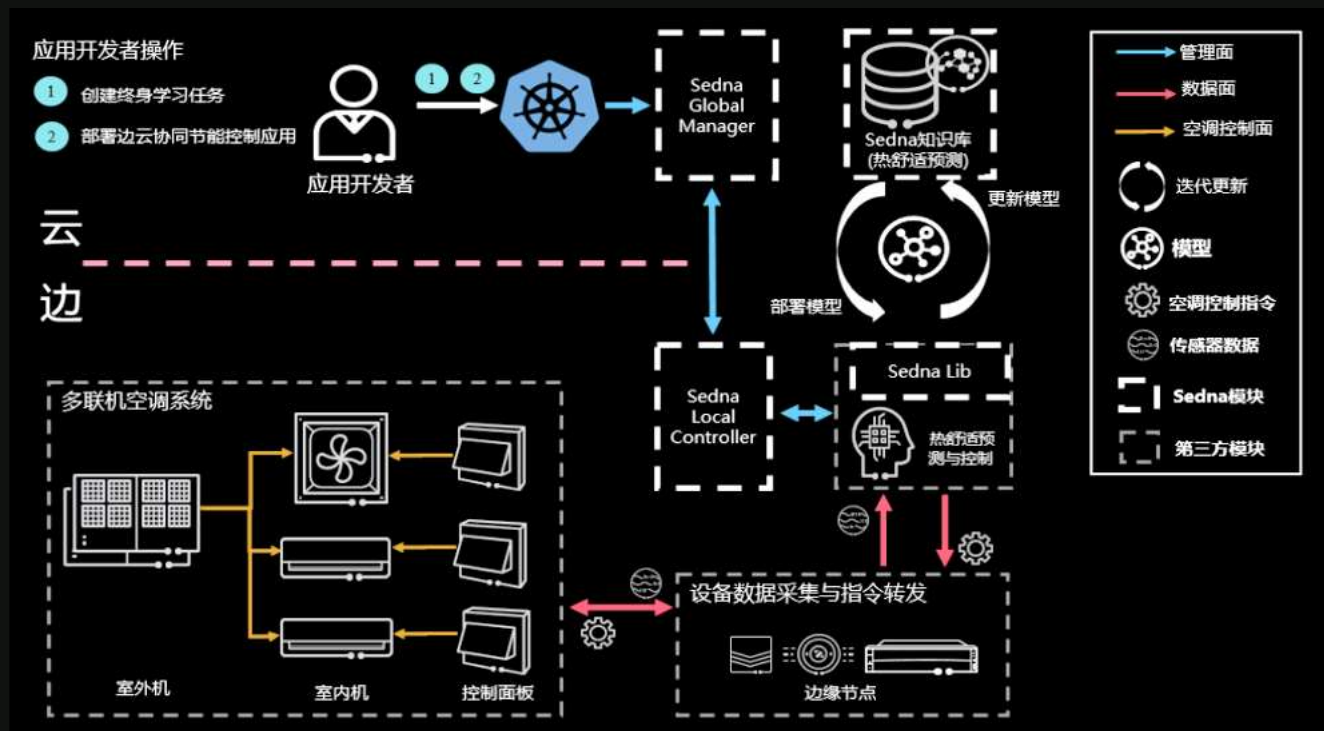 应用开发者操作
1 创建终身学习任务
2 部署边云协同节能控制应用
应用开发者
1 2
Sedna
Global
Manager
Sedna知识库
(热舒适预测)
更新模型
部署模型
云
边
管理面
数据面
空调控制面
迭代更新
模型
空调控制指令
传感器数据
Sedna模块
第三方模块
Sedna
Local
Controller
Sedna Lib
热舒适预
测与控制
多联机空调系统
室外机
室内机
控制面板
设备数据采集与指令转发
边缘节点